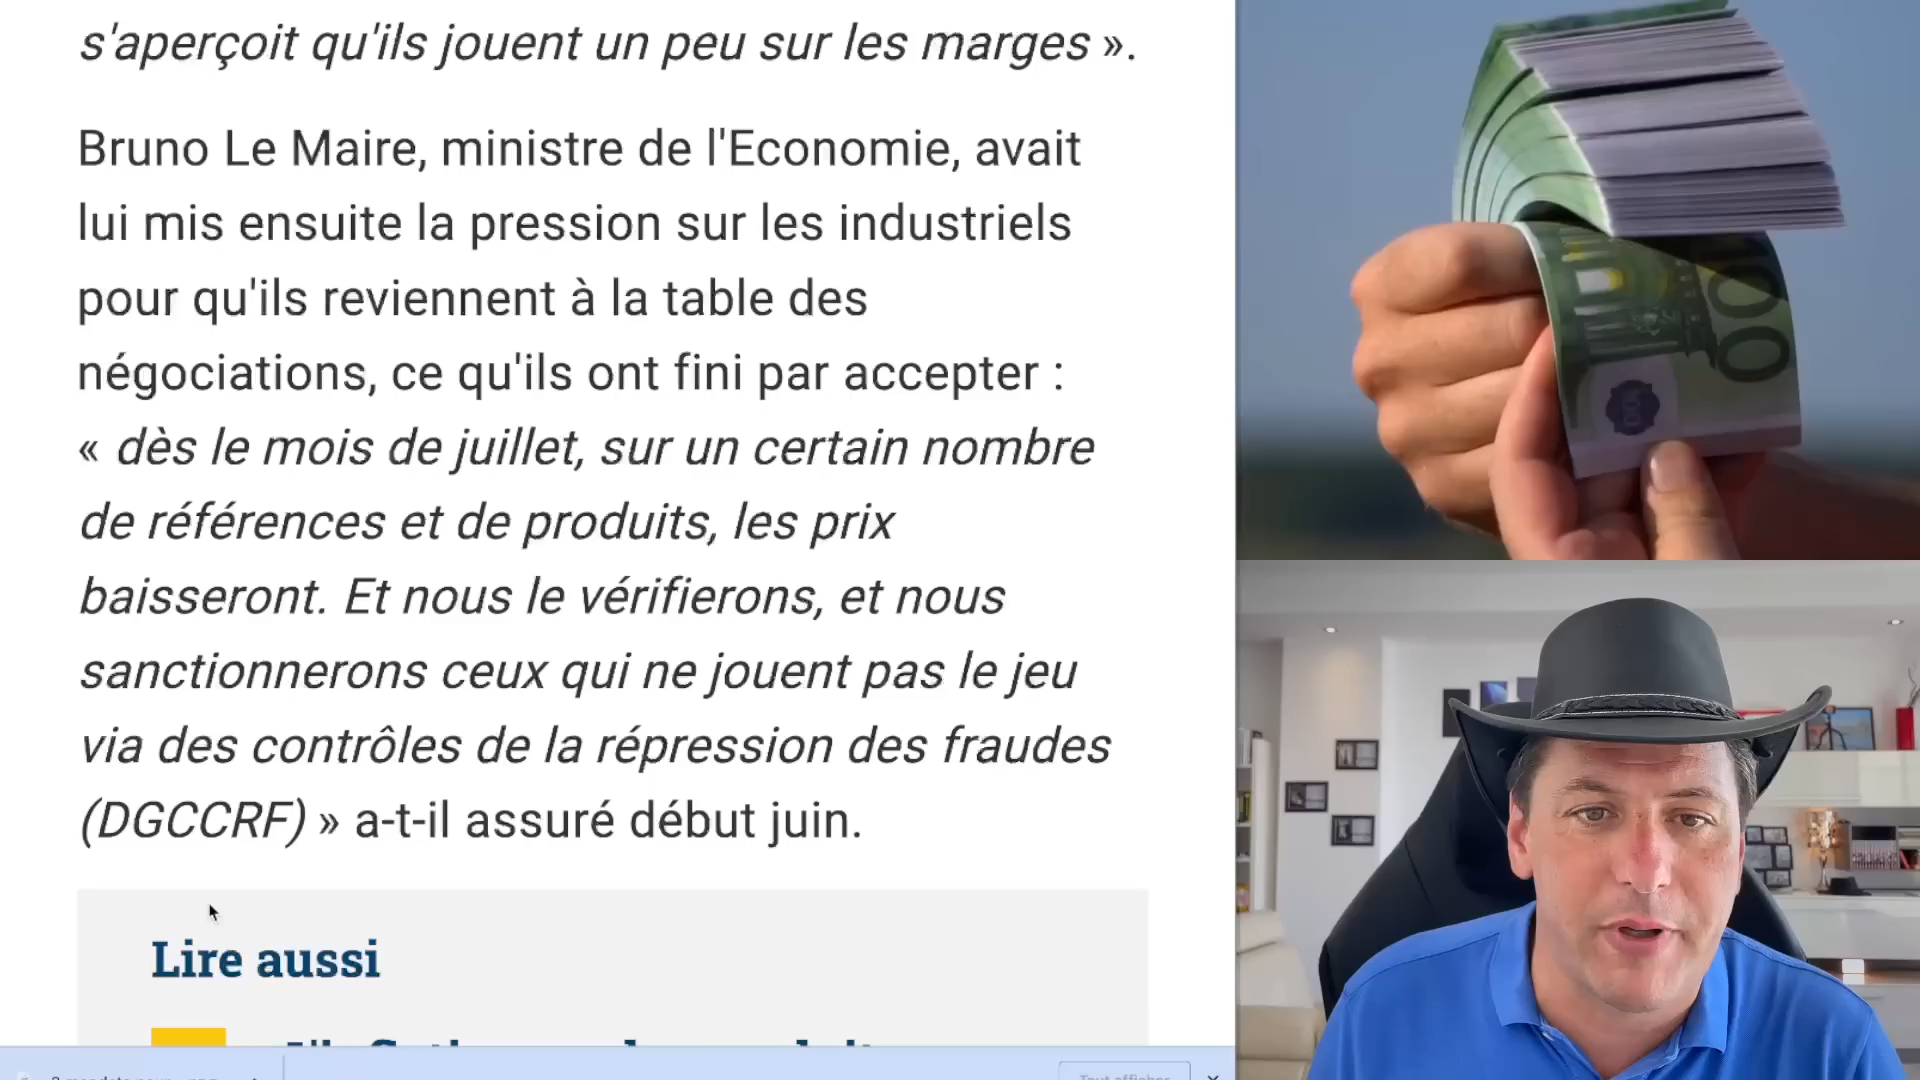 s'aperçoit qu'ils jouent un peu sur les marges ».
Bruno Le Maire, ministre de l'Economie, avait
lui mis ensuite la pression sur les industriels
pour qu'ils reviennent à la table des
négociations, ce qu'ils ont fini par accepter :
« dès le mois de juillet, sur un certain nombre
de références et de produits, les prix
baisseront. Et nous le vérifierons, et nous
sanctionnerons ceux qui ne jouent pas le jeu
via des contrôles de la répression des fraudes
(DGCCRF) » a-t-il assuré début juin.
Lire aussi
Tout afficher
100